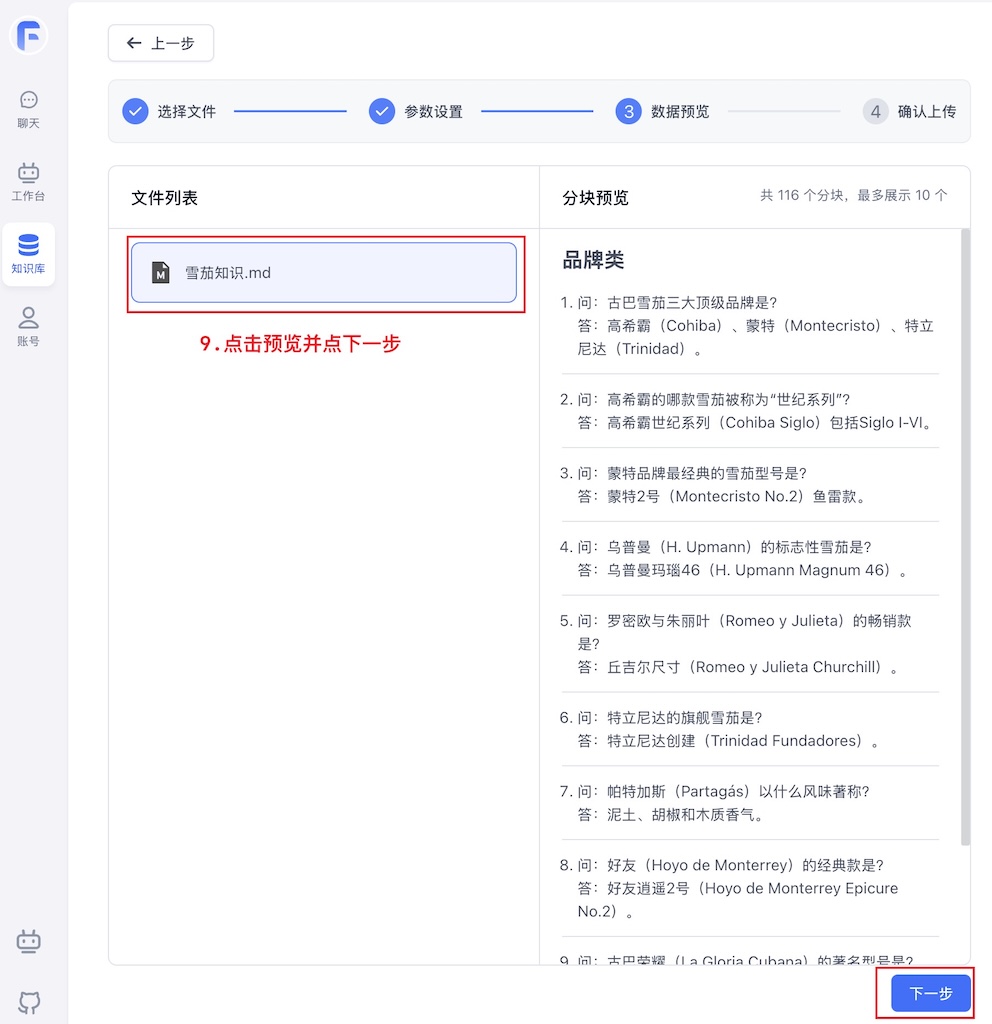 上一步
选择文件
参数设置
3 数据预览
4 确认上传
聊天
工作台
知识库
账号
文件列表
雪茄知识.md
9.点击预览并点下一步
分块预览
共 116 个分块，最多展示 10 个
品牌类
1. 问：古巴雪茄三大顶级品牌是?
答：高希霸（Cohiba）、蒙特（Montecristo）、特立
尼达（Trinidad）。
2. 问：高希霸的哪款雪茄被称为“世纪系列”?
答：高希霸世纪系列（Cohiba Siglo）包括Siglo I-VI。
3. 问：蒙特品牌最经典的雪茄型号是?
答：蒙特2号（Montecristo No.2）鱼雷款。
4. 问：乌普曼（H. Upmann）的标志性雪茄是?
答：乌普曼玛瑙46（H. Upmann Magnum 46）。
5. 问：罗密欧与朱丽叶（Romeo y Julieta）的畅销款
是?
答：丘吉尔尺寸（Romeo y Julieta Churchill）。
6. 问：特立尼达的旗舰雪茄是?
答：特立尼达创建（Trinidad Fundadores）。
7. 问：帕特加斯（Partagás）以什么风味著称?
答：泥土、胡椒和木质香气。
8. 问：好友（Hoyo de Monterrey）的经典款是?
答：好友逍遥2号（Hoyo de Monterrey Epicure
No.2）。
9. 问：古巴荣耀（La Gloria Cubana）的著名型号是?
下一步